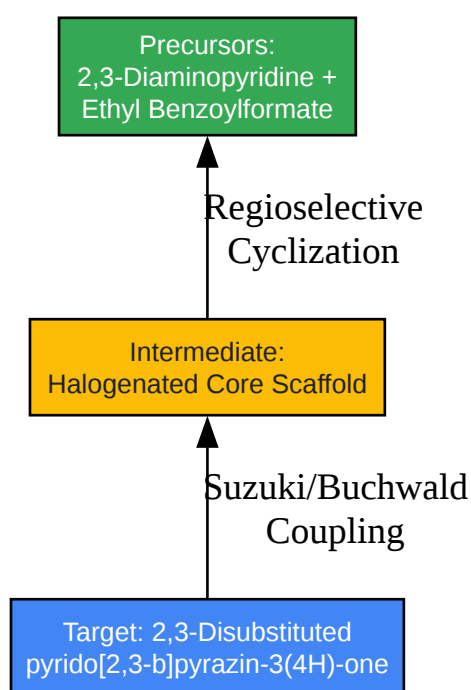 Precursors:
2,3-Diaminopyridine +
Ethyl Benzoylformate
Regioselective
Cyclization
Intermediate:
Halogenated Core Scaffold
Suzuki/Buchwald
Coupling
Target: 2,3-Disubstituted
pyrido[2,3-b]pyrazin-3(4H)-one